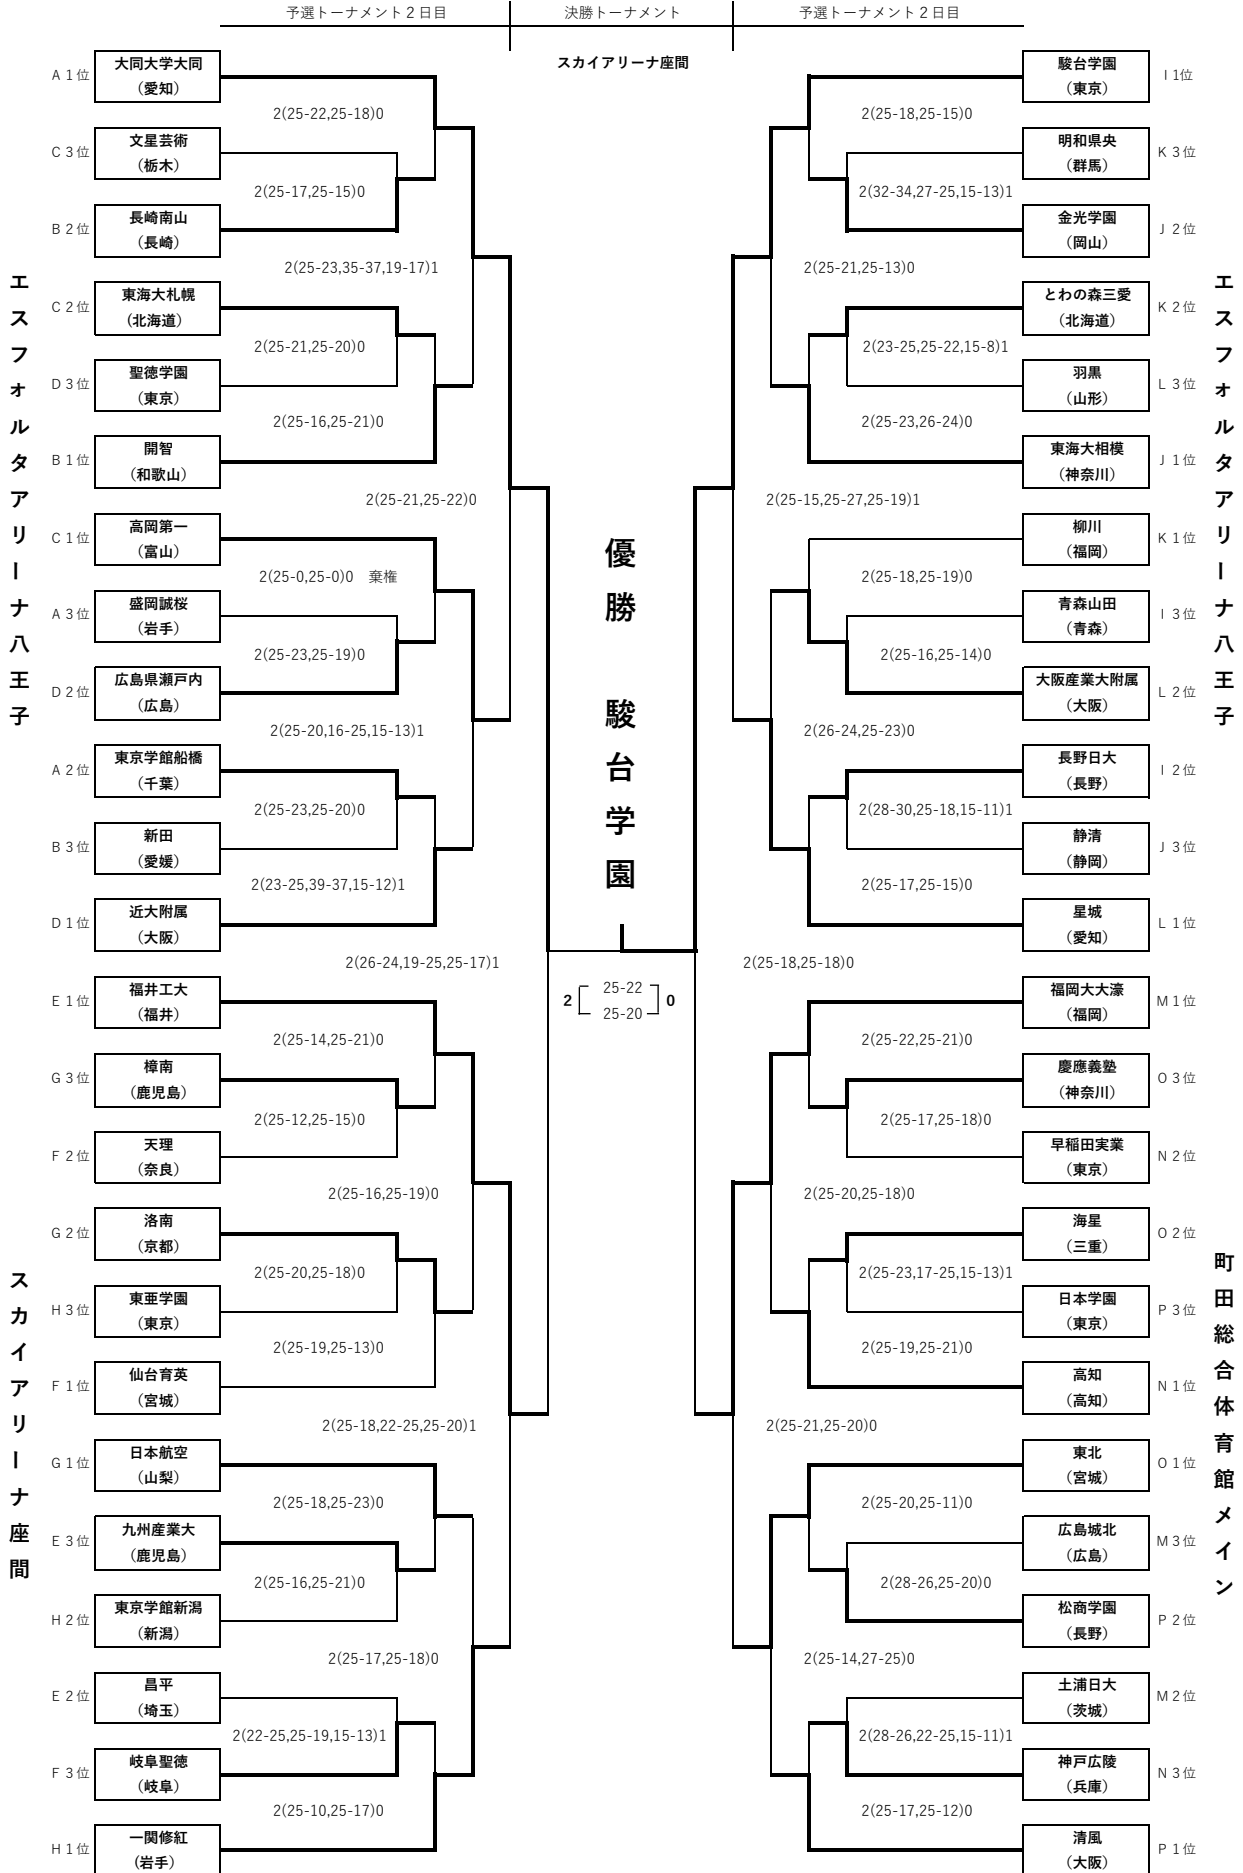 予選トーナメント２日目 決勝トーナメント 予選トーナメント２日目
スカイアリーナ座間
エスフォルタアリーナ八王子
A１位 大同大学大同
（愛知）
2(25-22,25-18)0
C３位 文星芸術
（栃木）
2(25-17,25-15)0
B２位 長崎南山
（長崎）
2(25-23,35-37,19-17)1
C２位 東海大札幌
（北海道）
2(25-21,25-20)0
D３位 聖徳学園
（東京）
2(25-16,25-21)0
B１位 開智
（和歌山）
2(25-21,25-22)0
C１位 高岡第一
（富山）
2(25-0,25-0)0 棄権
A３位 盛岡誠桜
（岩手）
2(25-23,25-19)0
D２位 広島県瀬戸内
（広島）
2(25-20,16-25,15-13)1
A２位 東京学館船橋
（千葉）
2(25-23,25-20)0
B３位 新田
（愛媛）
2(23-25,39-37,15-12)1
D１位 近大附属
（大阪）
2(26-24,19-25,25-17)1
スカイアリーナ座間
E１位 福井工大
（福井）
2(25-14,25-21)0
G３位 樟南
（鹿児島）
2(25-12,25-15)0
F２位 天理
（奈良）
2(25-16,25-19)0
G２位 洛南
（京都）
2(25-20,25-18)0
H３位 東亜学園
（東京）
2(25-19,25-13)0
F１位 仙台育英
（宮城）
2(25-18,22-25,25-20)1
G１位 日本航空
（山梨）
2(25-18,25-23)0
E３位 九州産業大
（鹿児島）
2(25-16,25-21)0
H２位 東京学館新潟
（新潟）
2(25-17,25-18)0
E２位 昌平
（埼玉）
2(22-25,25-19,15-13)1
F３位 岐阜聖徳
（岐阜）
2(25-10,25-17)0
H１位 一関修紅
（岩手）
優勝 駿台学園
2 25-22 0
25-20
エスフォルタアリーナ八王子
駿台学園 I１位
（東京）
2(25-18,25-15)0
明和県央 K３位
（群馬）
2(32-34,27-25,15-13)1
金光学園 J２位
（岡山）
2(25-21,25-13)0
とわの森三愛 K２位
（北海道）
2(23-25,25-22,15-8)1
羽黒 L３位
（山形）
2(25-23,26-24)0
東海大相模 J１位
（神奈川）
2(25-15,25-27,25-19)1
柳川 K１位
（福岡）
2(25-18,25-19)0
青森山田 I３位
（青森）
2(25-16,25-14)0
大阪産業大附属 L２位
（大阪）
2(26-24,25-23)0
長野日大 I２位
（長野）
2(28-30,25-18,15-11)1
静清 J３位
（静岡）
2(25-17,25-15)0
星城 L１位
（愛知）
2(25-18,25-18)0
町田総合体育館メイン
福岡大大濠 M１位
（福岡）
2(25-22,25-21)0
慶應義塾 O３位
（神奈川）
2(25-17,25-18)0
早稲田実業 N２位
（東京）
2(25-20,25-18)0
海星 O２位
（三重）
2(25-23,17-25,15-13)1
日本学園 P３位
（東京）
2(25-19,25-21)0
高知 N１位
（高知）
2(25-21,25-20)0
東北 O１位
（宮城）
2(25-20,25-11)0
広島城北 M３位
（広島）
2(28-26,25-20)0
松商学園 P２位
（長野）
2(25-14,27-25)0
土浦日大 M２位
（茨城）
2(28-26,22-25,15-11)1
神戸広陵 N３位
（兵庫）
2(25-17,25-12)0
清風 P１位
（大阪）